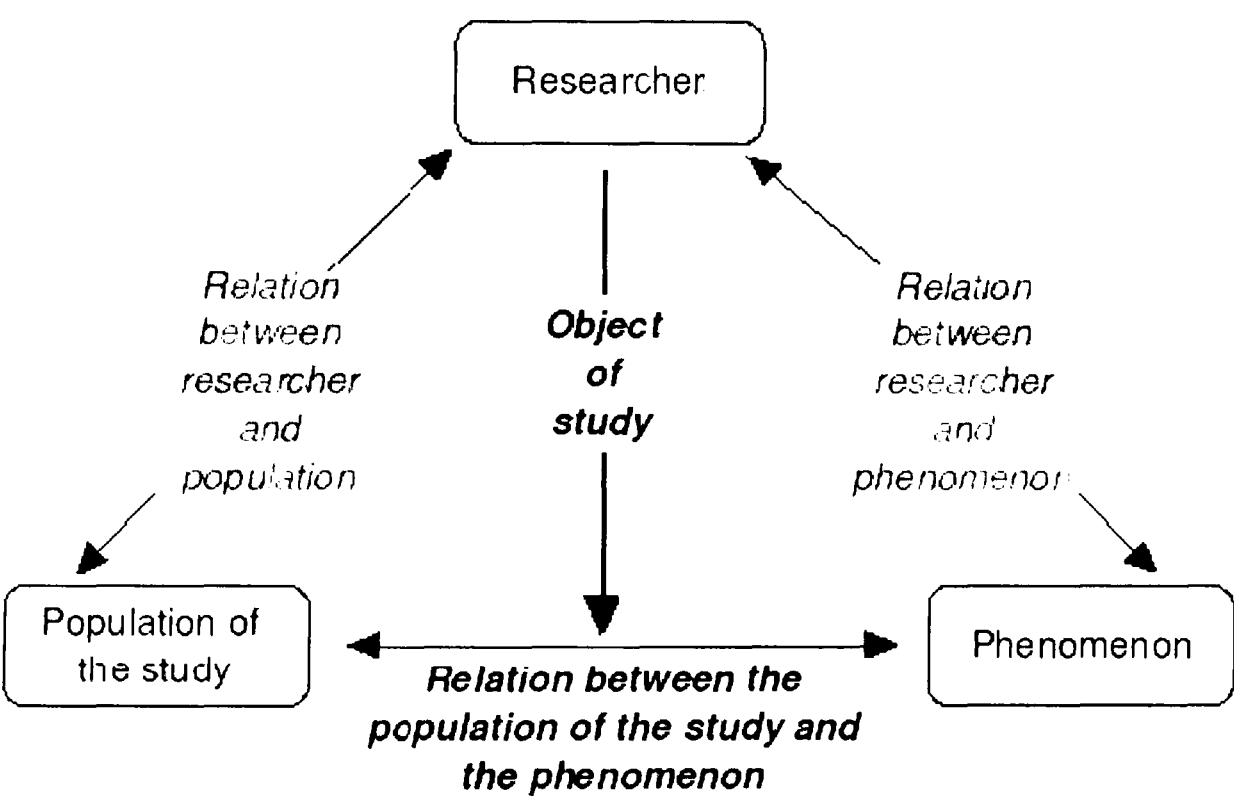 Researcher
Relation
between
researcher
and
population
Object
of
study
Relation
between
researcher
and
phenomenon
Population of
the study
Phenomenon
Relation between the
population of the study and
the phenomenon